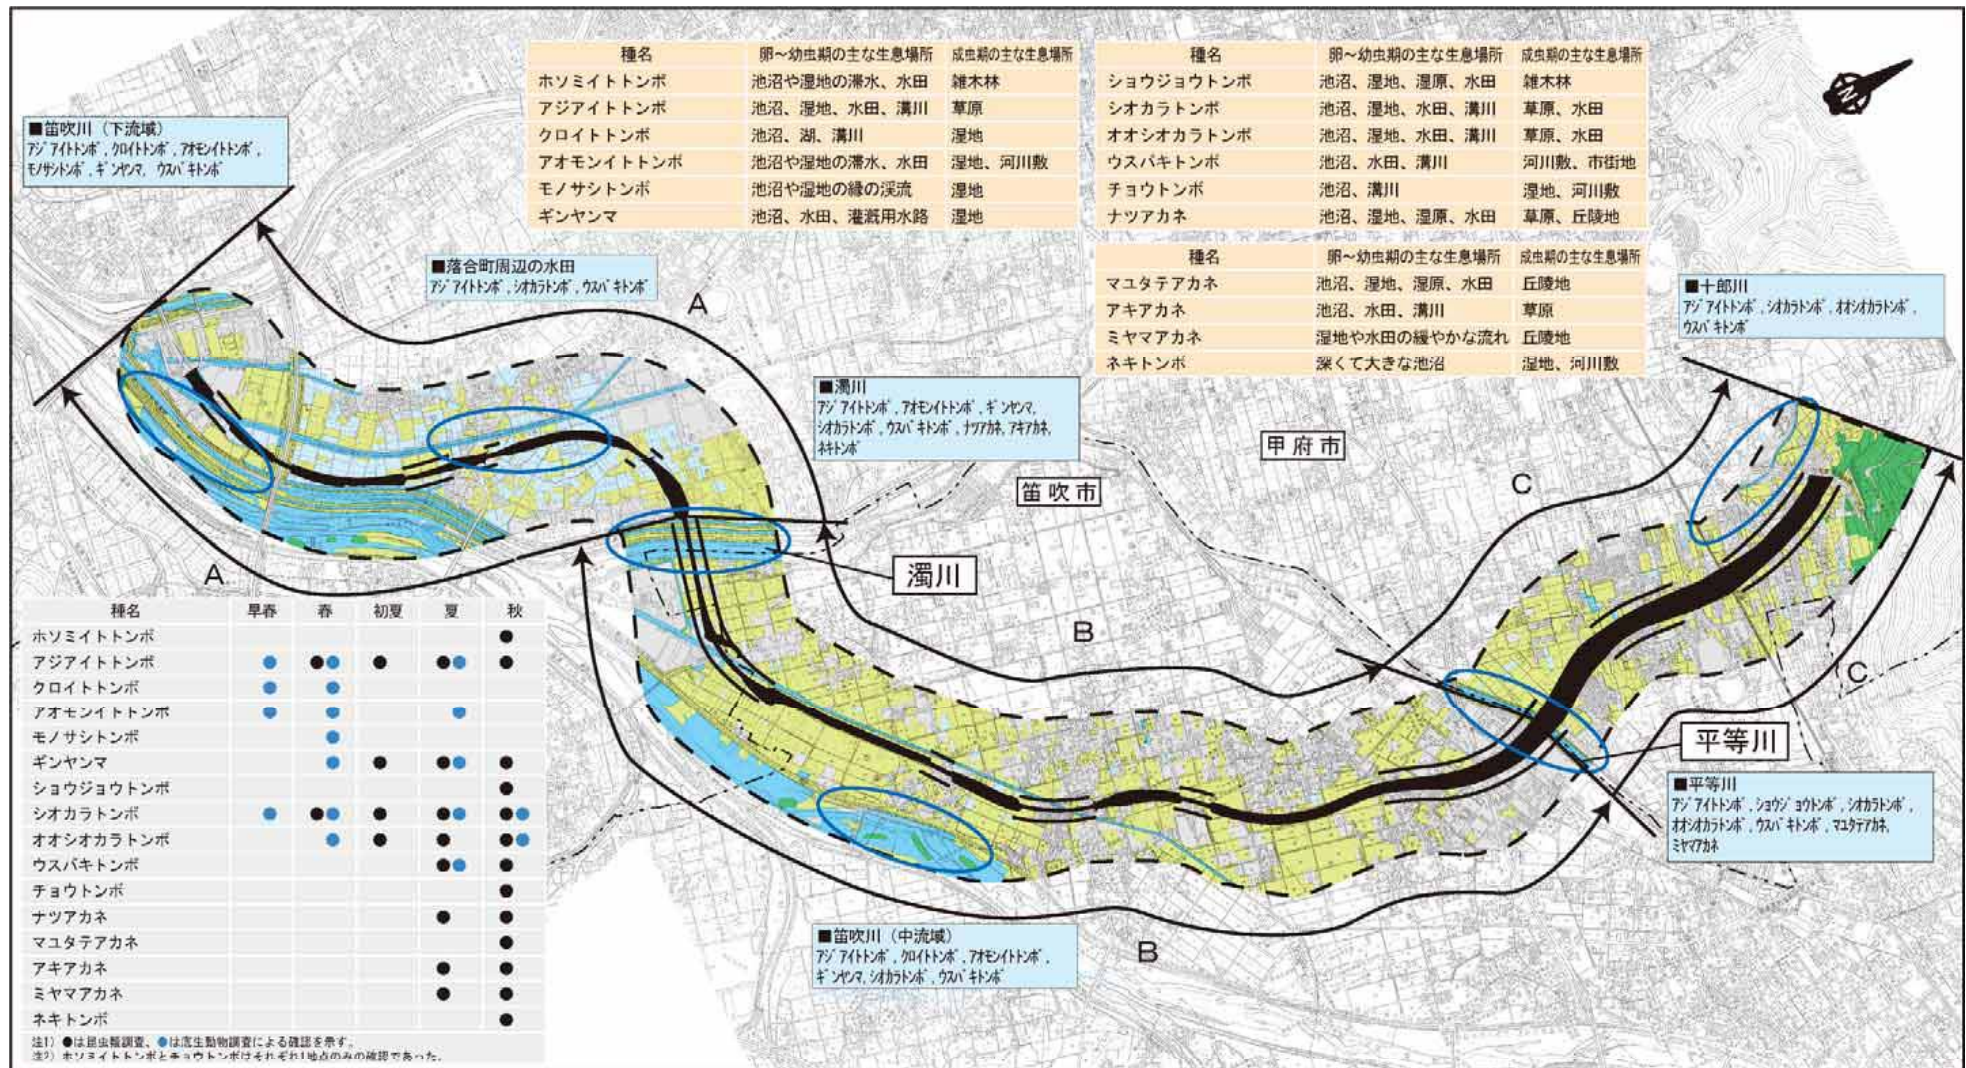 種名 卵～幼虫期の主な生息場所 成虫期の主な生息場所
ホソミイトトンボ 池沼や湿地の滞水、水田 雑木林
アジアイトトンボ 池沼、湿地、水田、溝川 草原
クロイトトンボ 池沼、湖、溝川 湿地
アオモンイトトンボ 池沼や湿地の滞水、水田 湿地、河川敷
モノサシトンボ 池沼や湿地の縁の渓流 湿地
ギンヤンマ 池沼、水田、灌漑用水路 湿地
種名 卵～幼虫期の主な生息場所 成虫期の主な生息場所
ショウジョウトンボ 池沼、湿地、湿原、水田 雑木林
シオカラトンボ 池沼、湿地、水田、溝川 草原、水田
オオシオカラトンボ 池沼、湿地、水田、溝川 草原、水田
ウスバキトンボ 池沼、水田、溝川 河川敷、市街地
チョウトンボ 池沼、溝川 湿地、河川敷
ナツアカネ 池沼、湿地、湿原、水田 草原、丘陵地
種名 卵～幼虫期の主な生息場所 成虫期の主な生息場所
マユタテアカネ 池沼、湿地、湿原、水田 丘陵地
アキアカネ 池沼、水田、溝川 草原
ミヤマアカネ 湿地や水田の緩やかな流れ 丘陵地
ネキトンボ 深くて大きな池沼 湿地、河川敷
N
■笛吹川（下流域）
ｱｼﾞｱｲﾄﾄﾝﾎﾞ,ｸﾛｲﾄﾄﾝﾎﾞ,ｱｵﾓﾝｲﾄﾄﾝﾎﾞ,
ﾓﾉｻｼﾄﾝﾎﾞ,ｷﾞﾝﾔﾝﾏ, ｳｽﾊﾞｷﾄﾝﾎﾞ
■落合町周辺の水田
ｱｼﾞｱｲﾄﾄﾝﾎﾞ,ｼｵｶﾗﾄﾝﾎﾞ,ｳｽﾊﾞｷﾄﾝﾎﾞ
■十郎川
ｱｼﾞｱｲﾄﾄﾝﾎﾞ,ｼｵｶﾗﾄﾝﾎﾞ,ｵｵｼｵｶﾗﾄﾝﾎﾞ,
ｳｽﾊﾞｷﾄﾝﾎﾞ
A
■濁川
ｱｼﾞｱｲﾄﾄﾝﾎﾞ,ｱｵﾓﾝｲﾄﾄﾝﾎﾞ,ｷﾞﾝﾔﾝﾏ,
ｼｵｶﾗﾄﾝﾎﾞ,ｳｽﾊﾞｷﾄﾝﾎﾞ,ﾅﾂｱｶﾈ,ｱｷｱｶﾈ,
ﾈｷﾄﾝﾎﾞ
甲府市
笛吹市
C
濁川
A
B
C
平等川
■平等川
ｱｼﾞｱｲﾄﾄﾝﾎﾞ,ｼｮｳｼﾞｮｳﾄﾝﾎﾞ,ｼｵｶﾗﾄﾝﾎﾞ,
ｵｵｼｵｶﾗﾄﾝﾎﾞ,ｳｽﾊﾞｷﾄﾝﾎﾞ,ﾏﾕﾀﾃｱｶﾈ,
ﾐﾔﾏｱｶﾈ
■笛吹川（中流域）
ｱｼﾞｱｲﾄﾄﾝﾎﾞ,ｸﾛｲﾄﾄﾝﾎﾞ,ｱｵﾓﾝｲﾄﾄﾝﾎﾞ,
ｷﾞﾝﾔﾝﾏ,ｼｵｶﾗﾄﾝﾎﾞ,ｳｽﾊﾞｷﾄﾝﾎﾞ
B
種名 早春 春 初夏 夏 秋
ホソミイトトンボ ●
アジアイトトンボ ● ●● ● ●● ●
クロイトトンボ ● ●
アオモンイトトンボ ● ● ●
モノサシトンボ ●
ギンヤンマ ● ● ●● ●
ショウジョウトンボ ●
シオカラトンボ ● ●● ● ●● ●●
オオシオカラトンボ ● ● ● ●●
ウスバキトンボ ●● ●
チョウトンボ ●
ナツアカネ ● ●
マユタテアカネ ●
アキアカネ ● ●
ミヤマアカネ ● ●
ネキトンボ ●
注1）●は昆虫類調査、●は底生動物調査による確認を示す。
注2）ホソミイトトンボとチョウトンボはそれぞれ1地点のみの確認であった。